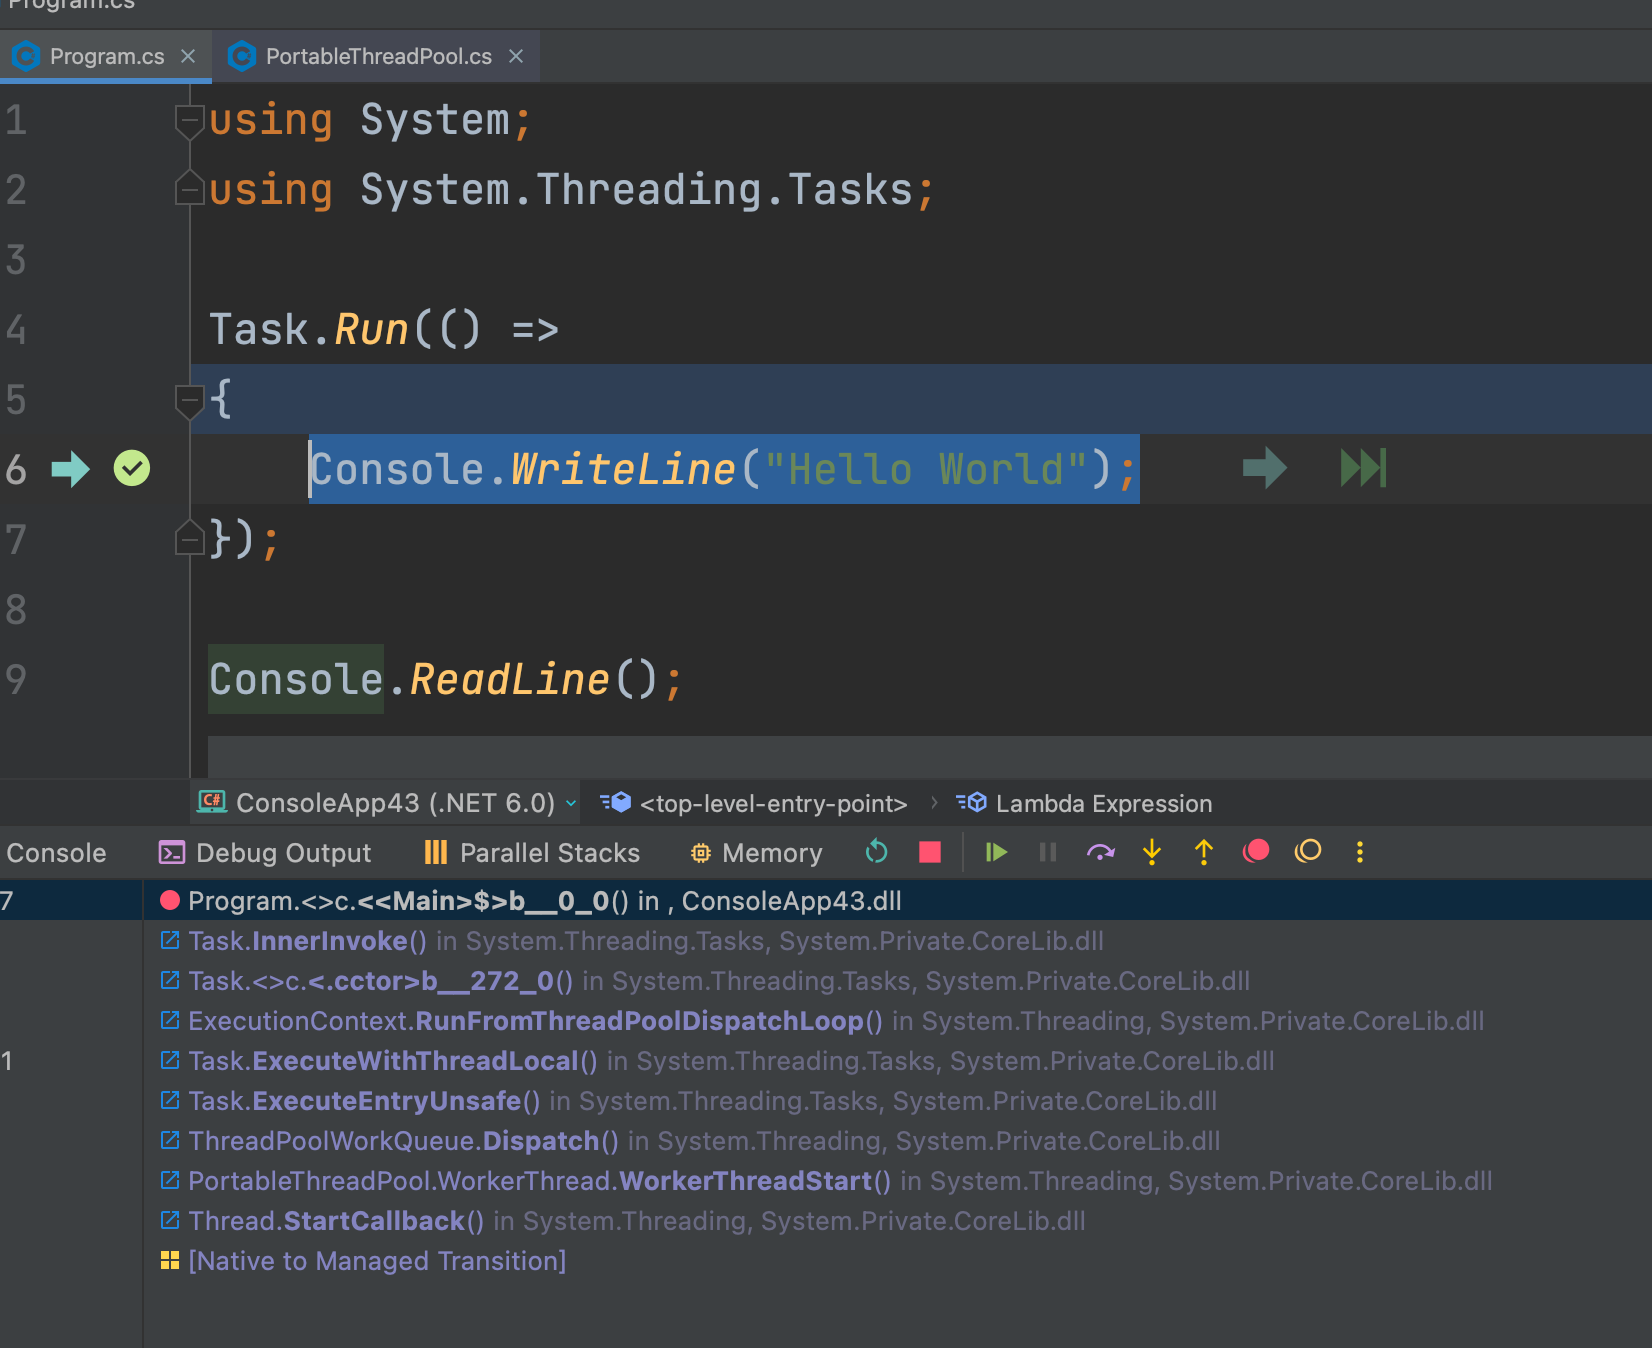 Program.cs
Program.cs PortableThreadPool.cs
1 using System;
2 using System.Threading.Tasks;
3
4 Task.Run(() =>
5 {
6 Console.WriteLine("Hello World");
7 });
8
9 Console.ReadLine();
C# ConsoleApp43 (.NET 6.0) <top-level-entry-point> Lambda Expression
Console Debug Output Parallel Stacks Memory
7 Program.<>c.<<Main>$>b__0_0() in , ConsoleApp43.dll
Task.InnerInvoke() in System.Threading.Tasks, System.Private.CoreLib.dll
Task.<>c.<.cctor>b__272_0() in System.Threading.Tasks, System.Private.CoreLib.dll
ExecutionContext.RunFromThreadPoolDispatchLoop() in System.Threading, System.Private.CoreLib.dll
1 Task.ExecuteWithThreadLocal() in System.Threading.Tasks, System.Private.CoreLib.dll
Task.ExecuteEntryUnsafe() in System.Threading.Tasks, System.Private.CoreLib.dll
ThreadPoolWorkQueue.Dispatch() in System.Threading, System.Private.CoreLib.dll
PortableThreadPool.WorkerThread.WorkerThreadStart() in System.Threading, System.Private.CoreLib.dll
Thread.StartCallback() in System.Threading, System.Private.CoreLib.dll
[Native to Managed Transition]